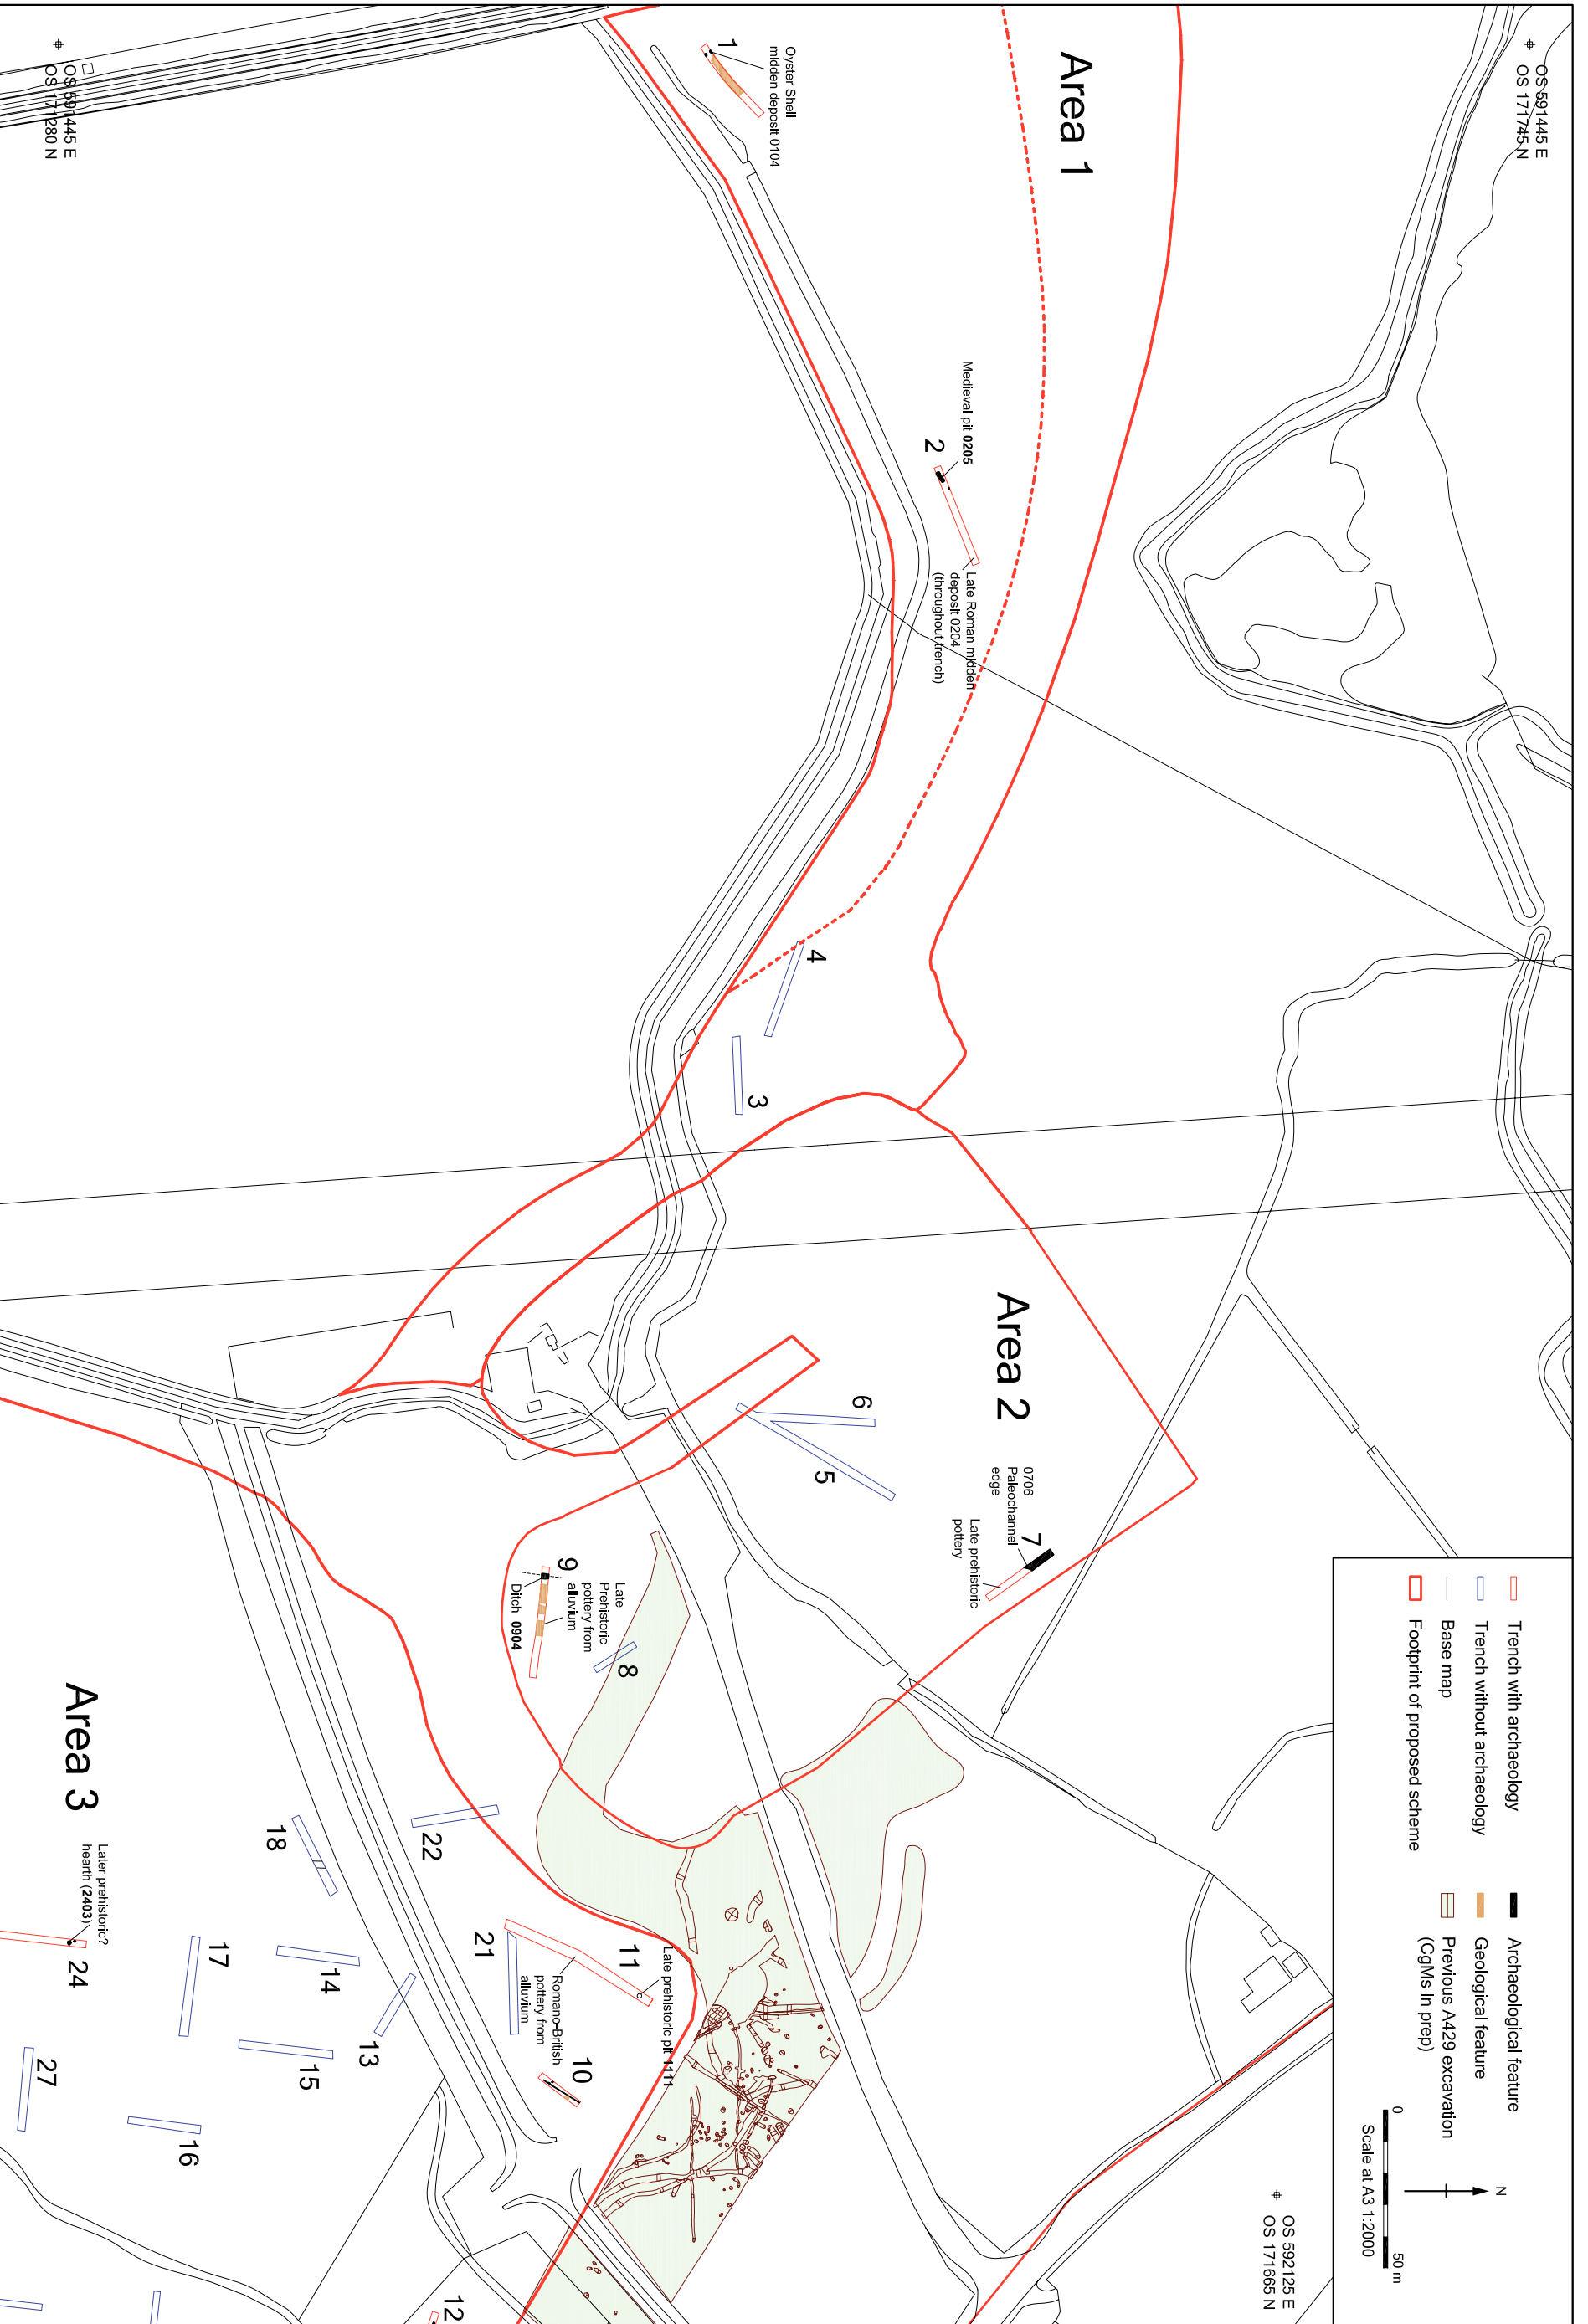 OS 591445 E
OS 171745 N
Area 1
Oyster Shell
midden deposit 0104
1
OS 591445 E
OS 171280 N
Medieval pit 0205
2
Late Roman midden
deposit 0204
(throughout trench)
4
3
Area 2
6
5
0706
Paleochannel
edge
7
Late prehistoric
pottery
9
Late
Prehistoric
pottery from
alluvium
Ditch 0904
8
Area 3
22
18
Later prehistoric?
hearth (2403)
24
17
14
13
15
16
27
21
11
Late prehistoric pit 1111
Romano-British
pottery from
alluvium
10
12
Trench with archaeology
Trench without archaeology
Base map
Footprint of proposed scheme
Archaeological feature
Geological feature
Previous A429 excavation
(CgMs in prep)
N
0
50 m
Scale at A3 1:2000
OS 592125 E
OS 171665 N